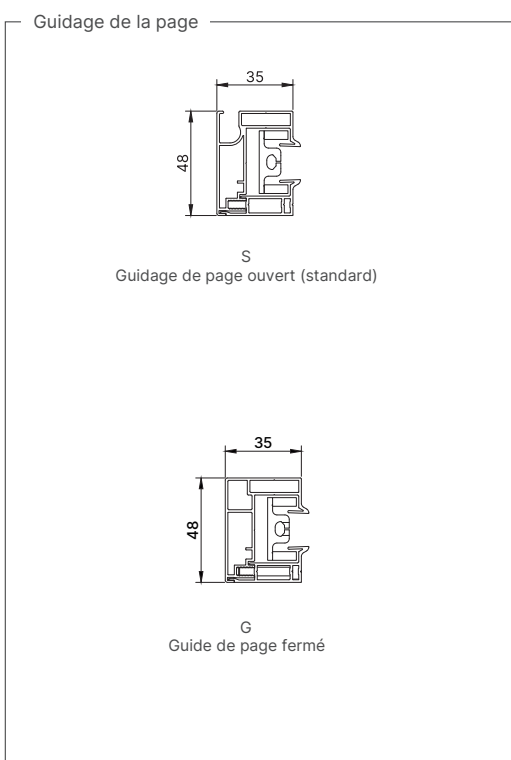 Guidage de la page
35
48
S
Guidage de page ouvert (standard)
35
48
G
Guide de page fermé